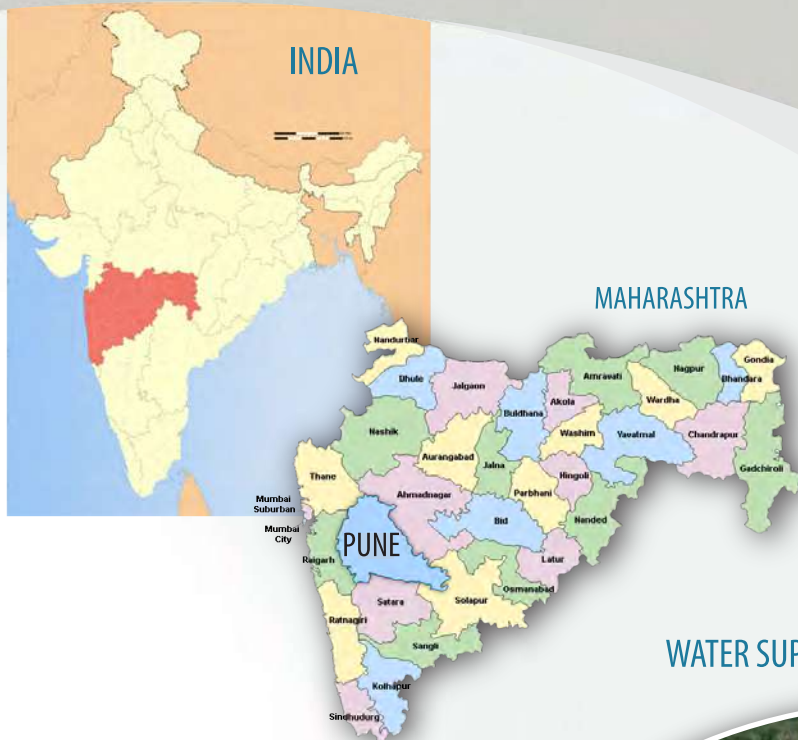 INDIA
MAHARASHTRA
Nandurbar
Dhule
Jalgaon
Buldhana
Akola
Amravati
Wardha
Nagpur
Bhandara
Gondia
Nashik
Aurangabad
Jalna
Washim
Yavatmal
Chandrapur
Gadchiroli
Thane
Ahmadnagar
Parbhani
Hingoli
Nanded
Mumbai
Suburban
Mumbai
City
Raigarh
PUNE
Bid
Latur
Osmanabad
Satara
Solapur
Ratnagiri
Sangli
Kolhapur
Sindhudurg
WATER SUP